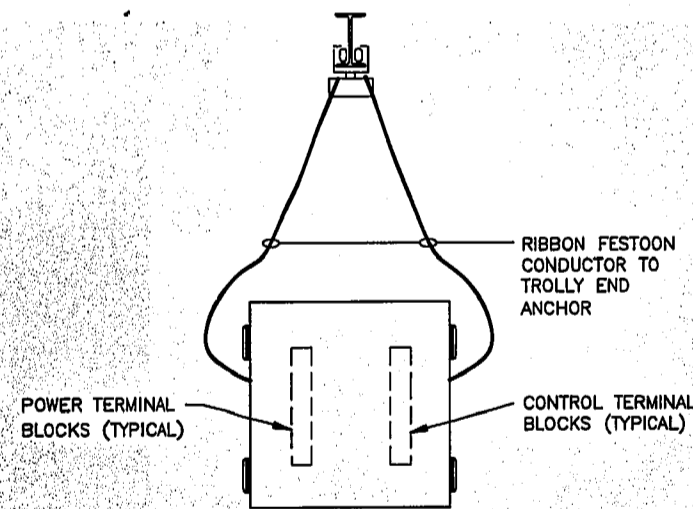 RIBBON FESTOON
CONDUCTOR TO
TROLLY END
ANCHOR
POWER TERMINAL
BLOCKS (TYPICAL)
CONTROL TERMINAL
BLOCKS (TYPICAL)